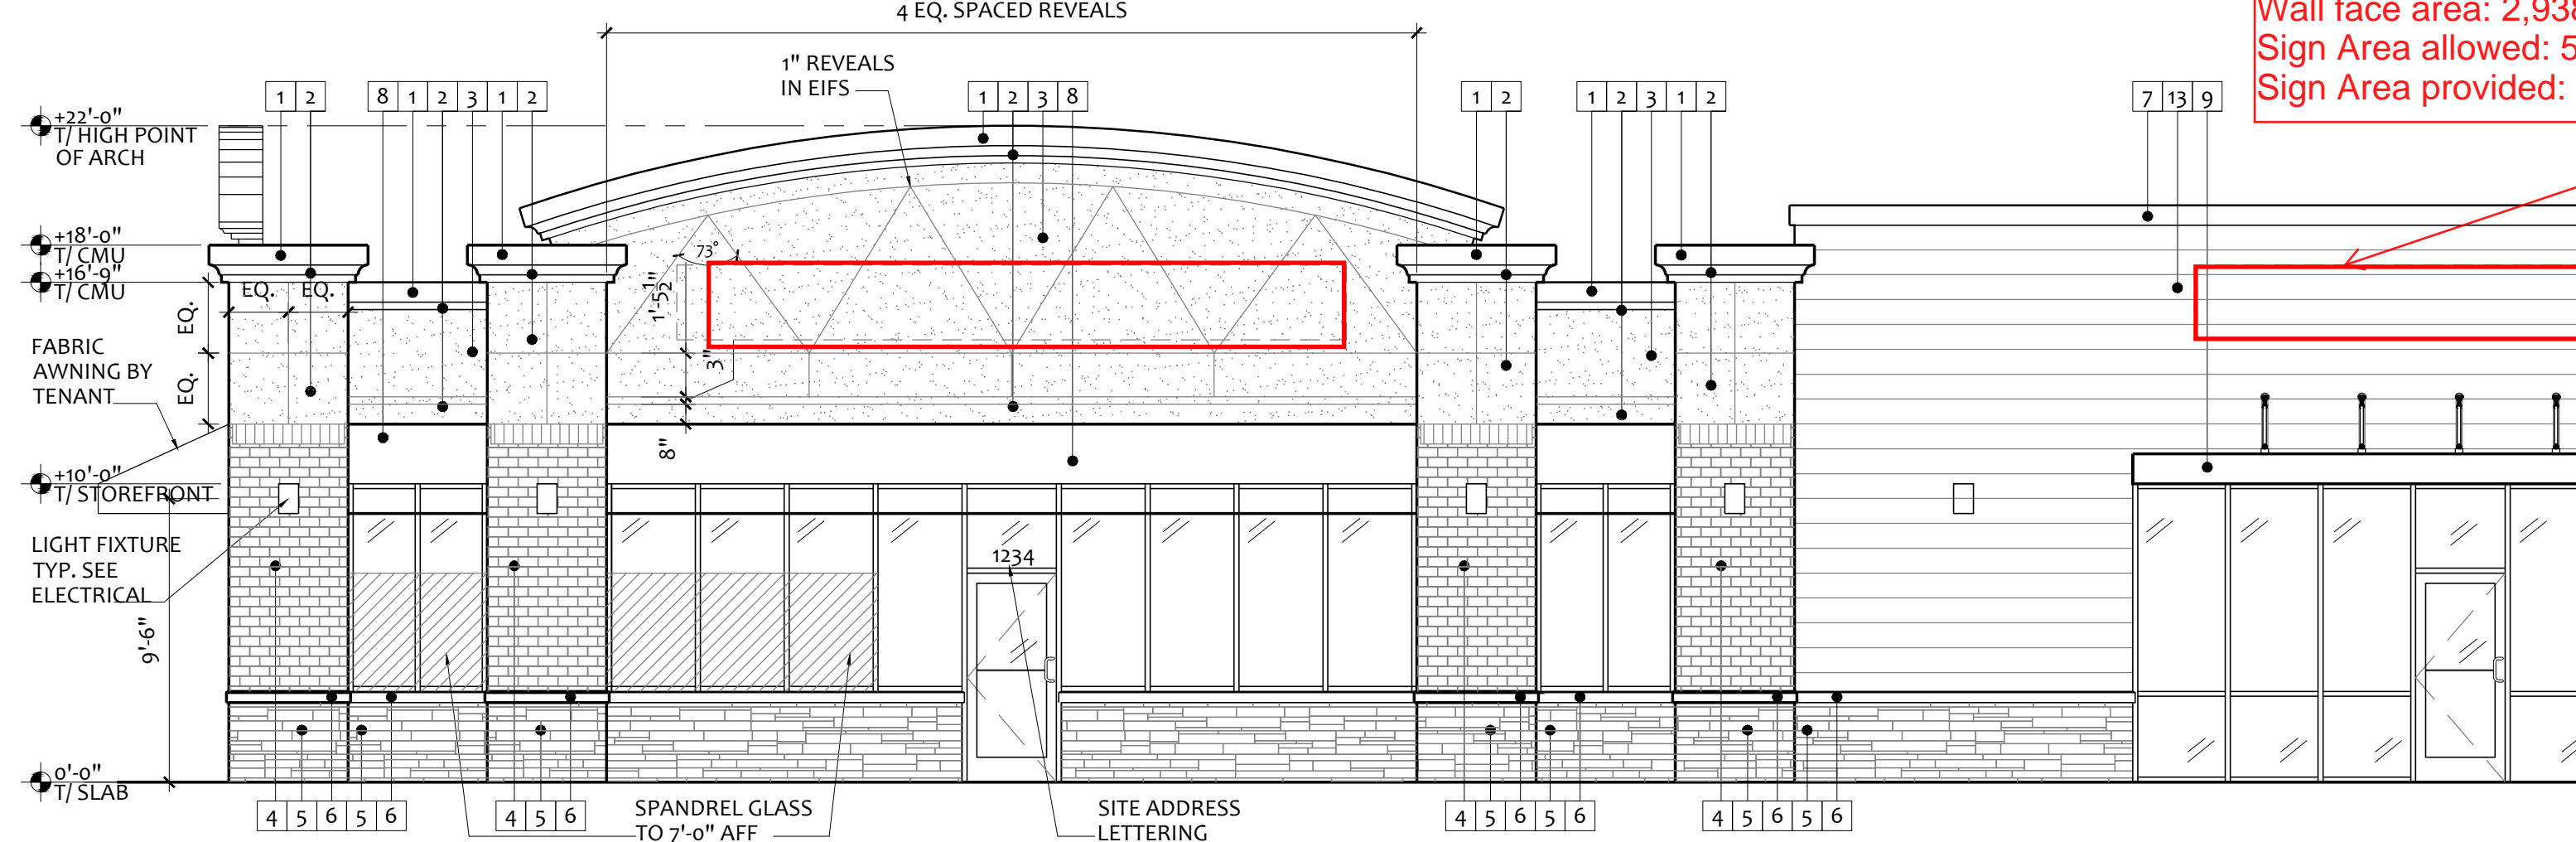 4 EQ. SPACED REVEALS
Wall face area: 2,938
Sign Area allowed: 5
Sign Area provided:
1" REVEALS
IN EIFS
1 2
8 1 2 3 1 2
1 2 3 8
1 2
1 2 3 1 2
7 13 9
+22'-0"
T/ HIGH POINT
OF ARCH
+18'-0"
T/ CMU
+16'-9"
T/ CMU
EQ. EQ.
EQ.
EQ.
73°
1'-5 1/2"
3"
8"
FABRIC
AWNING BY
TENANT
+10'-0"
T/ STOREFRONT
LIGHT FIXTURE
TYP. SEE
ELECTRICAL
9'-6"
1234
0'-0"
T/ SLAB
4 5 6 5 6
4 5 6
SPANDREL GLASS
TO 7'-0" AFF
SITE ADDRESS
LETTERING
4 5 6 5 6
4 5 6 5 6